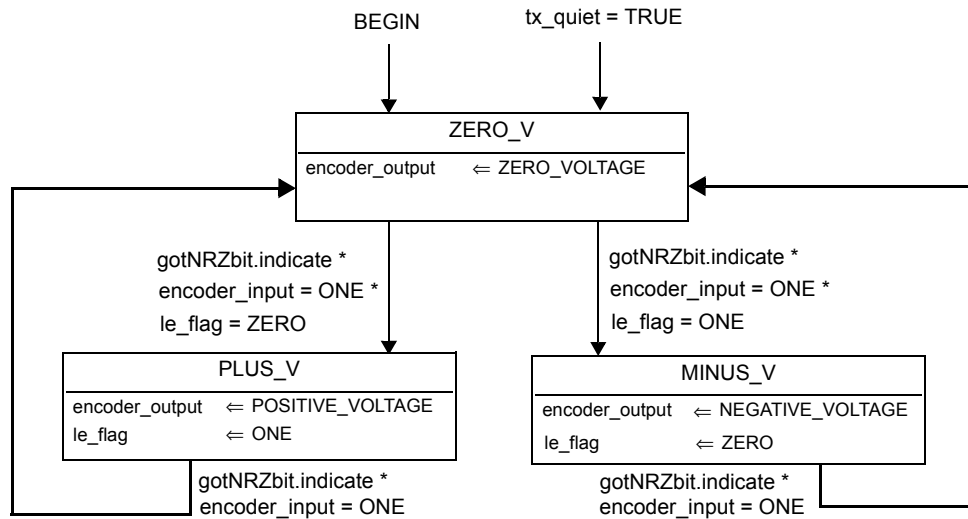 BEGIN
tx_quiet = TRUE
ZERO_V
encoder_output ⇐ ZERO_VOLTAGE
gotNRZbit.indicate *
encoder_input = ONE *
le_flag = ZERO
gotNRZbit.indicate *
encoder_input = ONE *
le_flag = ONE
PLUS_V
encoder_output ⇐ POSITIVE_VOLTAGE
le_flag ⇐ ONE
MINUS_V
encoder_output ⇐ NEGATIVE_VOLTAGE
le_flag ⇐ ZERO
gotNRZbit.indicate *
encoder_input = ONE
gotNRZbit.indicate *
encoder_input = ONE